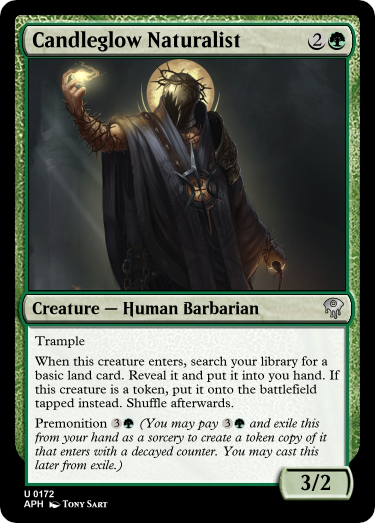 Candleglow Naturalist 2
Creature — Human Barbarian
Trample
When this creature enters, search your library for a
basic land card. Reveal it and put it into you hand. If
this creature is a token, put it onto the battlefield
tapped instead. Shuffle afterwards.
Premonition 3 (You may pay 3 and exile this
from your hand as a sorcery to create a token copy of it
that enters with a decayed counter. You may cast this
later from exile.)
3/2
U 0172
APH Tony Sart